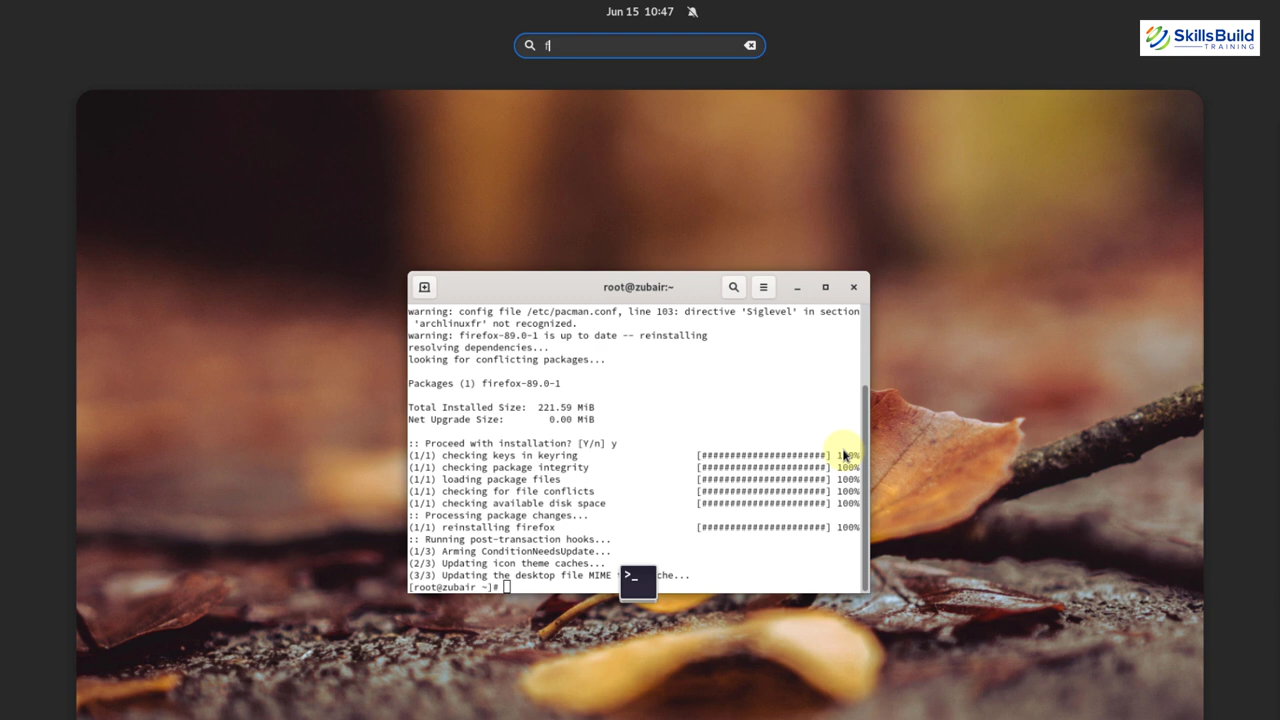 Jun 15 10:47
f
SkillsBuild
TRAINING
root@zubair:~
warning: config file /etc/pacman.conf, line 103: directive 'Siglevel' in section
'archlinuxfr' not recognized.
warning: firefox-89.0-1 is up to date -- reinstalling
resolving dependencies...
looking for conflicting packages...
Packages (1) firefox-89.0-1
Total Installed Size: 221.59 MiB
Net Upgrade Size: 0.00 MiB
:: Proceed with installation? [Y/n] y
(1/1) checking keys in keyring [######################] 100%
(1/1) checking package integrity [######################] 100%
(1/1) loading package files [######################] 100%
(1/1) checking for file conflicts [######################] 100%
(1/1) checking available disk space [######################] 100%
:: Processing package changes...
(1/1) reinstalling firefox [######################] 100%
:: Running post-transaction hooks...
(1/3) Arming ConditionNeedsUpdate...
(2/3) Updating icon theme caches...
(3/3) Updating the desktop file MIME che...
[root@zubair ~]#
>_